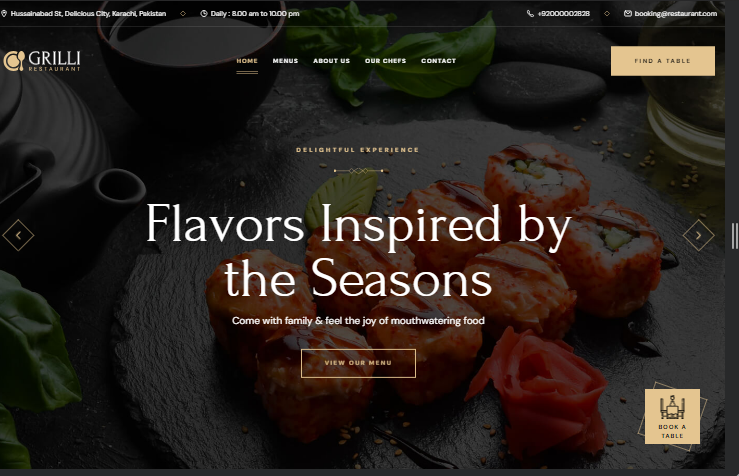 Hussainabad St, Delicious City, Karachi, Pakistan
Daily : 8.00 am to 10.00 pm
+92000002828
booking@restaurant.com
GRILLI
RESTAURANT
HOME
MENUS
ABOUT US
OUR CHEFS
CONTACT
FIND A TABLE
DELIGHTFUL EXPERIENCE
Flavors Inspired by
the Seasons
Come with family & feel the joy of mouthwatering food
VIEW OUR MENU
BOOK A
TABLE